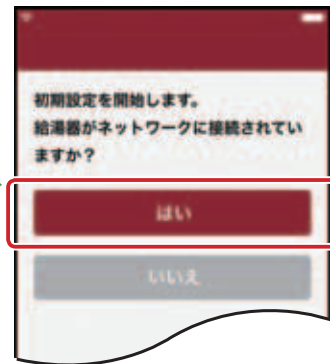 初期設定を開始します。
給湯器がネットワークに接続されてい
ますか？
はい
いいえ